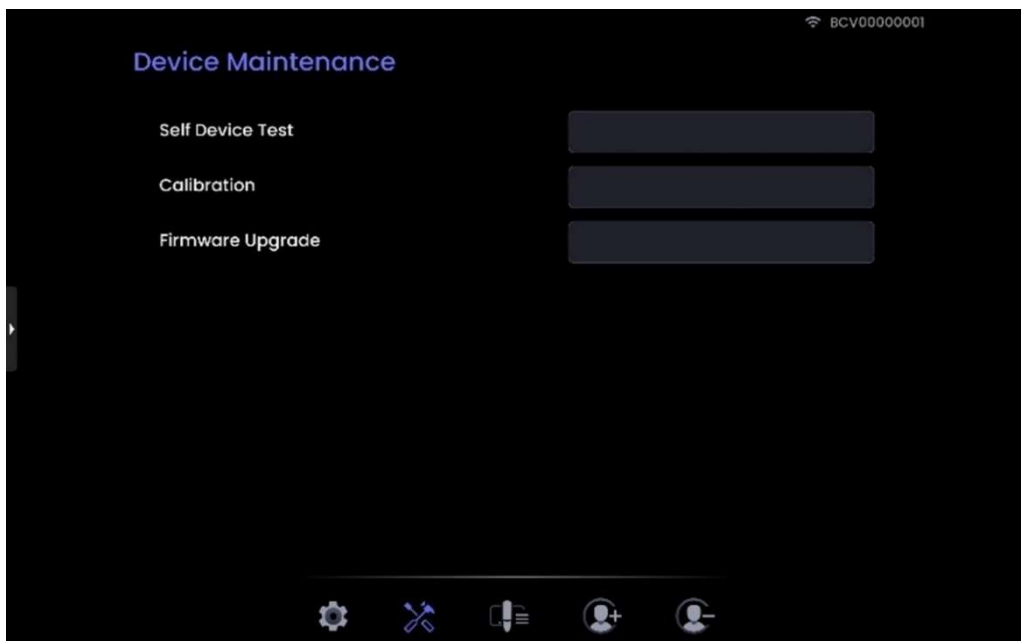 BCV00000001
Device Maintenance
Self Device Test
Calibration
Firmware Upgrade